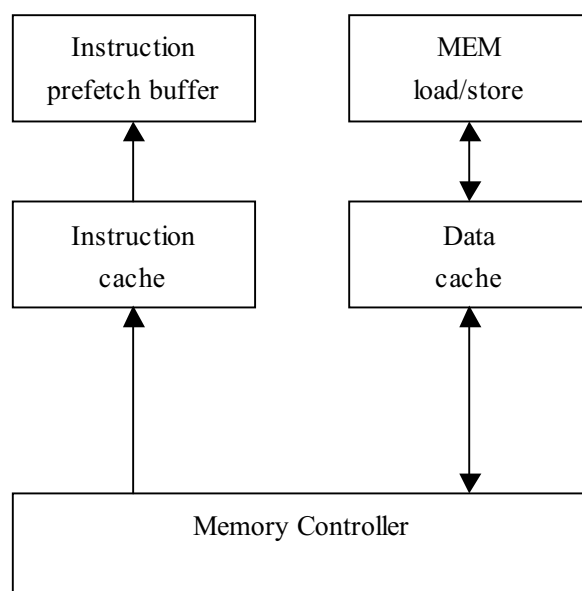 Instruction
prefetch buffer
MEM
load/store
Instruction
cache
Data
cache
Memory Controller